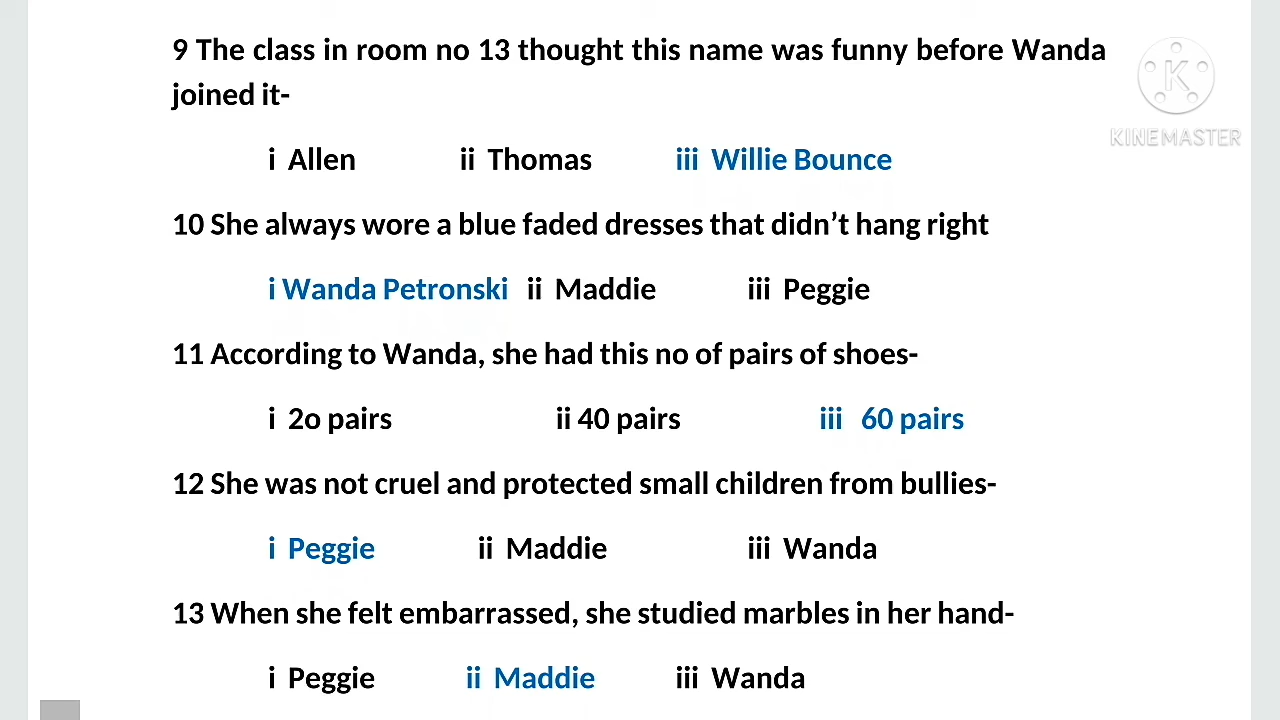 9 The class in room no 13 thought this name was funny before Wanda
joined it-
i Allen ii Thomas iii Willie Bounce
10 She always wore a blue faded dresses that didn’t hang right
i Wanda Petronski ii Maddie iii Peggie
11 According to Wanda, she had this no of pairs of shoes-
i 2o pairs ii 40 pairs iii 60 pairs
12 She was not cruel and protected small children from bullies-
i Peggie ii Maddie iii Wanda
13 When she felt embarrassed, she studied marbles in her hand-
i Peggie ii Maddie iii Wanda
K
KINEMASTER